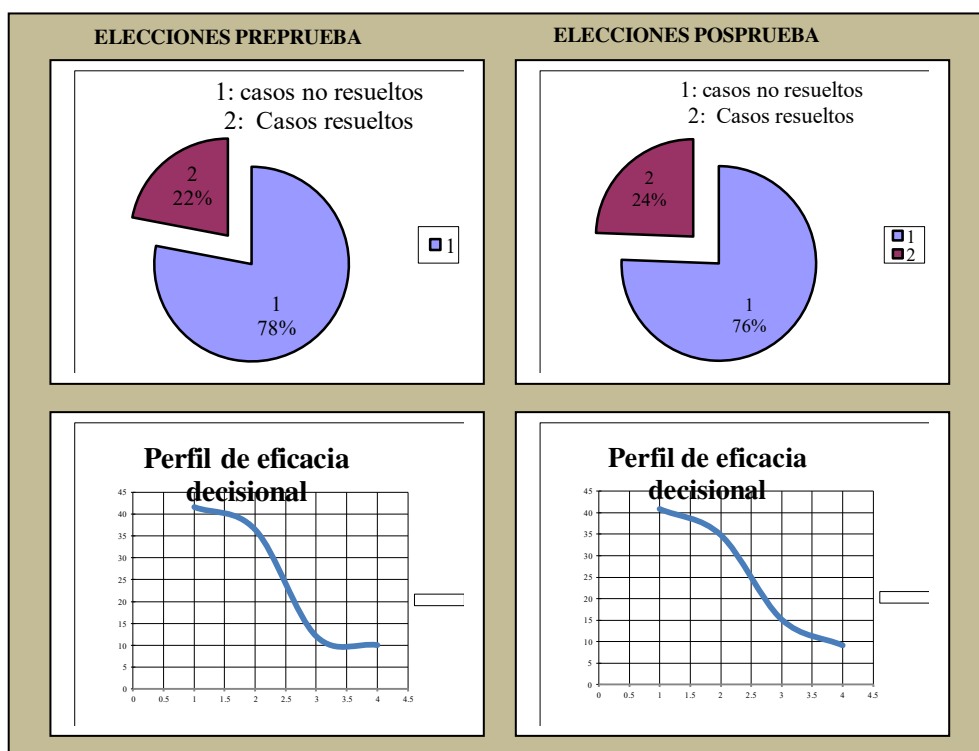 ELECCIONES PREPRUEBA
ELECCIONES POSPRUEBA
1: casos no resueltos
2: Casos resueltos
2
22%
1
78%
1
1: casos no resueltos
2: Casos resueltos
2
24%
1
76%
1
2
Perfil de eficacia
decisional
45
40
35
30
25
20
15
10
5
0
0 0.5 1 1.5 2 2.5 3 3.5 4 4.5
Perfil de eficacia
decisional
45
40
35
30
25
20
15
10
5
0
0 0.5 1 1.5 2 2.5 3 3.5 4 4.5